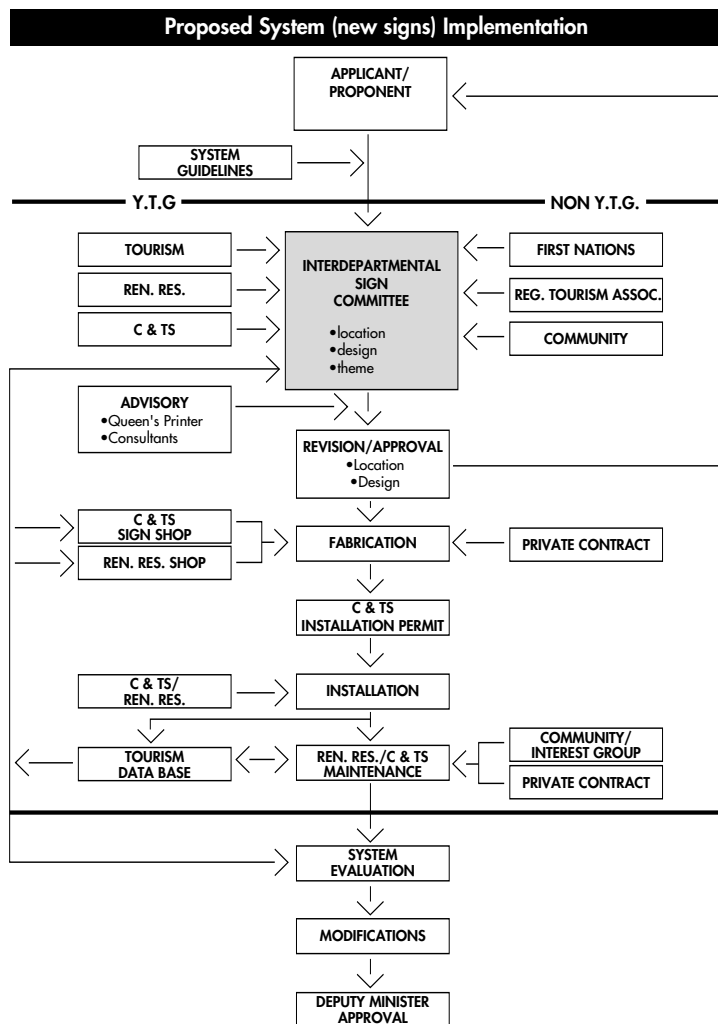 Proposed System (new signs) Implementation
APPLICANT/
PROPONENT
SYSTEM
GUIDELINES
Y.T.G
NON Y.T.G.
TOURISM
REN. RES.
C & TS
INTERDEPARTMENTAL
SIGN
COMMITTEE
•location
•design
•theme
FIRST NATIONS
REG. TOURISM ASSOC.
COMMUNITY
ADVISORY
•Queen's Printer
•Consultants
REVISION/APPROVAL
•Location
•Design
C & TS
SIGN SHOP
REN. RES. SHOP
FABRICATION
PRIVATE CONTRACT
C & TS
INSTALLATION PERMIT
C & TS/
REN. RES.
INSTALLATION
TOURISM
DATA BASE
REN. RES./C & TS
MAINTENANCE
COMMUNITY/
INTEREST GROUP
PRIVATE CONTRACT
SYSTEM
EVALUATION
MODIFICATIONS
DEPUTY MINISTER
APPROVAL